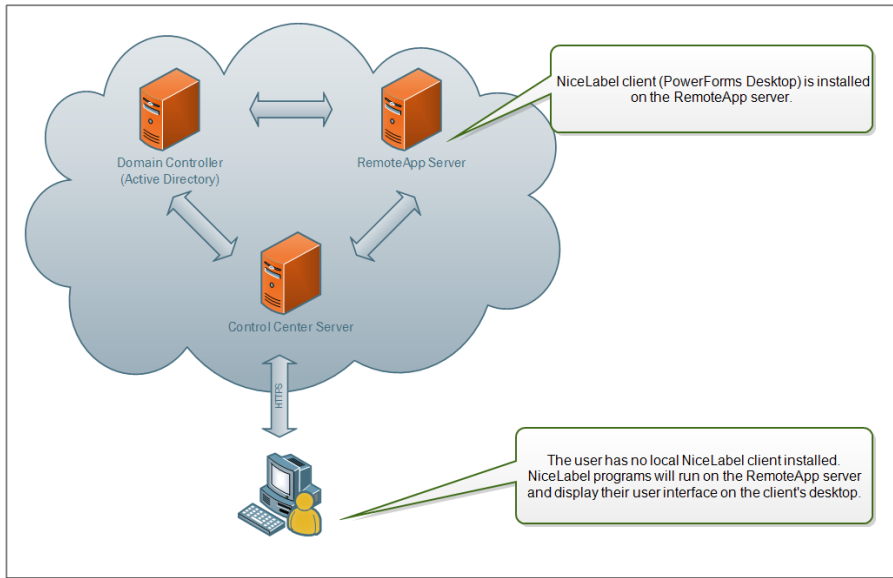 NiceLabel client (PowerForms Desktop) is installed
on the RemoteApp server.
Domain Controller
(Active Directory)
RemoteApp Server
Control Center Server
HTTPS
The user has no local NiceLabel client installed.
NiceLabel programs will run on the RemoteApp server
and display their user interface on the client's desktop.